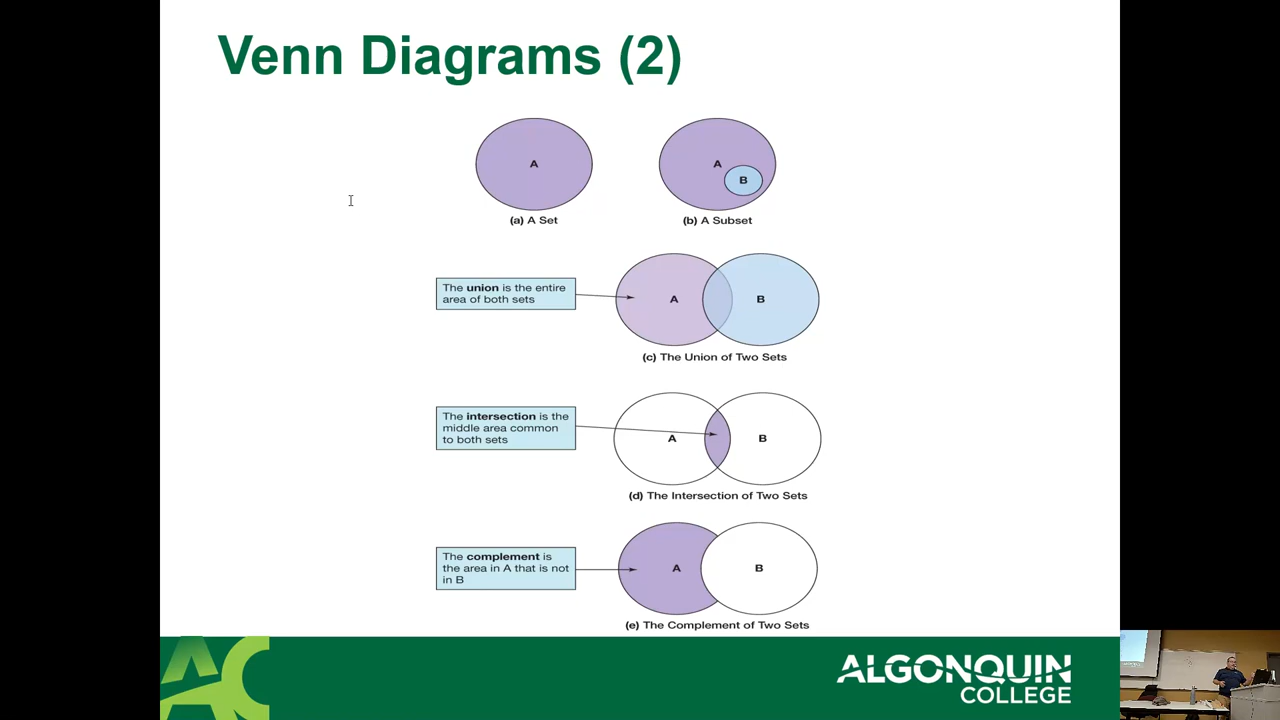 Venn Diagrams (2)
A
A
B
(a) A Set
(b) A Subset
The union is the entire
area of both sets
A
B
(c) The Union of Two Sets
The intersection is the
middle area common
to both sets
A
B
(d) The Intersection of Two Sets
The complement is
the area in A that is not
in B
A
B
(e) The Complement of Two Sets
AC
ALGONQUIN
COLLEGE